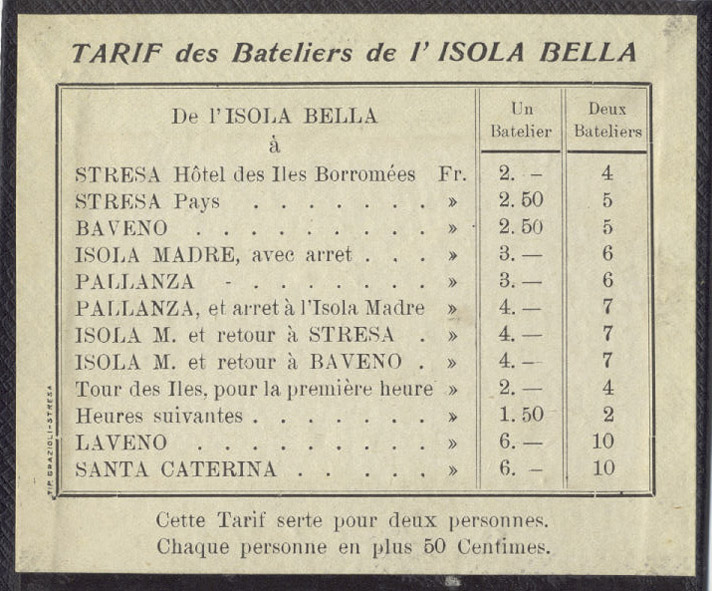 TARIF des Bateliers de l' ISOLA BELLA
De l'ISOLA BELLA à Un Batelier Deux Bateliers
STRESA Hôtel des Iles Borromées Fr. 2. - 4
STRESA Pays . . . . . . . » 2.50 5
BAVENO . . . . . . . . . » 2.50 5
ISOLA MADRE, avec arret . . . » 3. — 6
PALLANZA - . . . . . . . » 3. — 6
PALLANZA, et arret à l'Isola Madre » 4. — 7
ISOLA M. et retour à STRESA . » 4. — 7
ISOLA M. et retour à BAVENO . » 4. — 7
Tour des Iles, pour la première heure » 2. — 4
Heures suivantes . . . . . . . » 1.50 2
LAVENO . . . . . . . . » 6. — 10
SANTA CATERINA . . . . . » 6. - 10
TIP. GRAZIOLI-STRESA
Cette Tarif serte pour deux personnes.
Chaque personne en plus 50 Centimes.